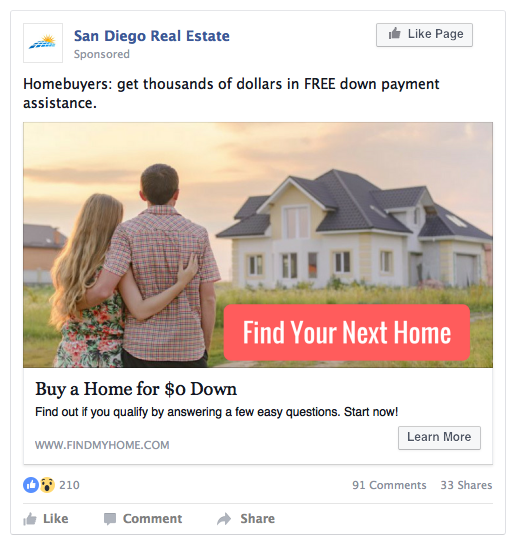 San Diego Real Estate
Sponsored
Like Page
Homebuyers: get thousands of dollars in FREE down payment
assistance.
Find Your Next Home
Buy a Home for $0 Down
Find out if you qualify by answering a few easy questions. Start now!
WWW.FINDMYHOME.COM
Learn More
210
91 Comments 33 Shares
Like Comment Share